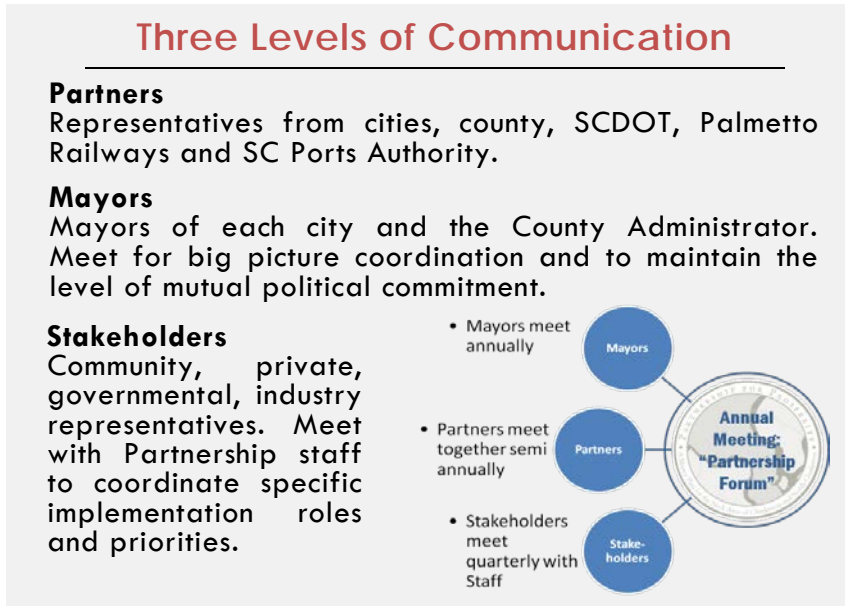 Three Levels of Communication
Partners
Representatives from cities, county, SCDOT, Palmetto
Railways and SC Ports Authority.
Mayors
Mayors of each city and the County Administrator.
Meet for big picture coordination and to maintain the
level of mutual political commitment.
Stakeholders
Community, private,
governmental, industry
representatives. Meet
with Partnership staff
to coordinate specific
implementation roles
and priorities.
• Mayors meet
annually
Mayors
• Partners meet
together semi
annually
Partners
• Stakeholders
meet
quarterly with
Staff
Stake-
holders
Annual
Meeting:
"Partnership
Forum"